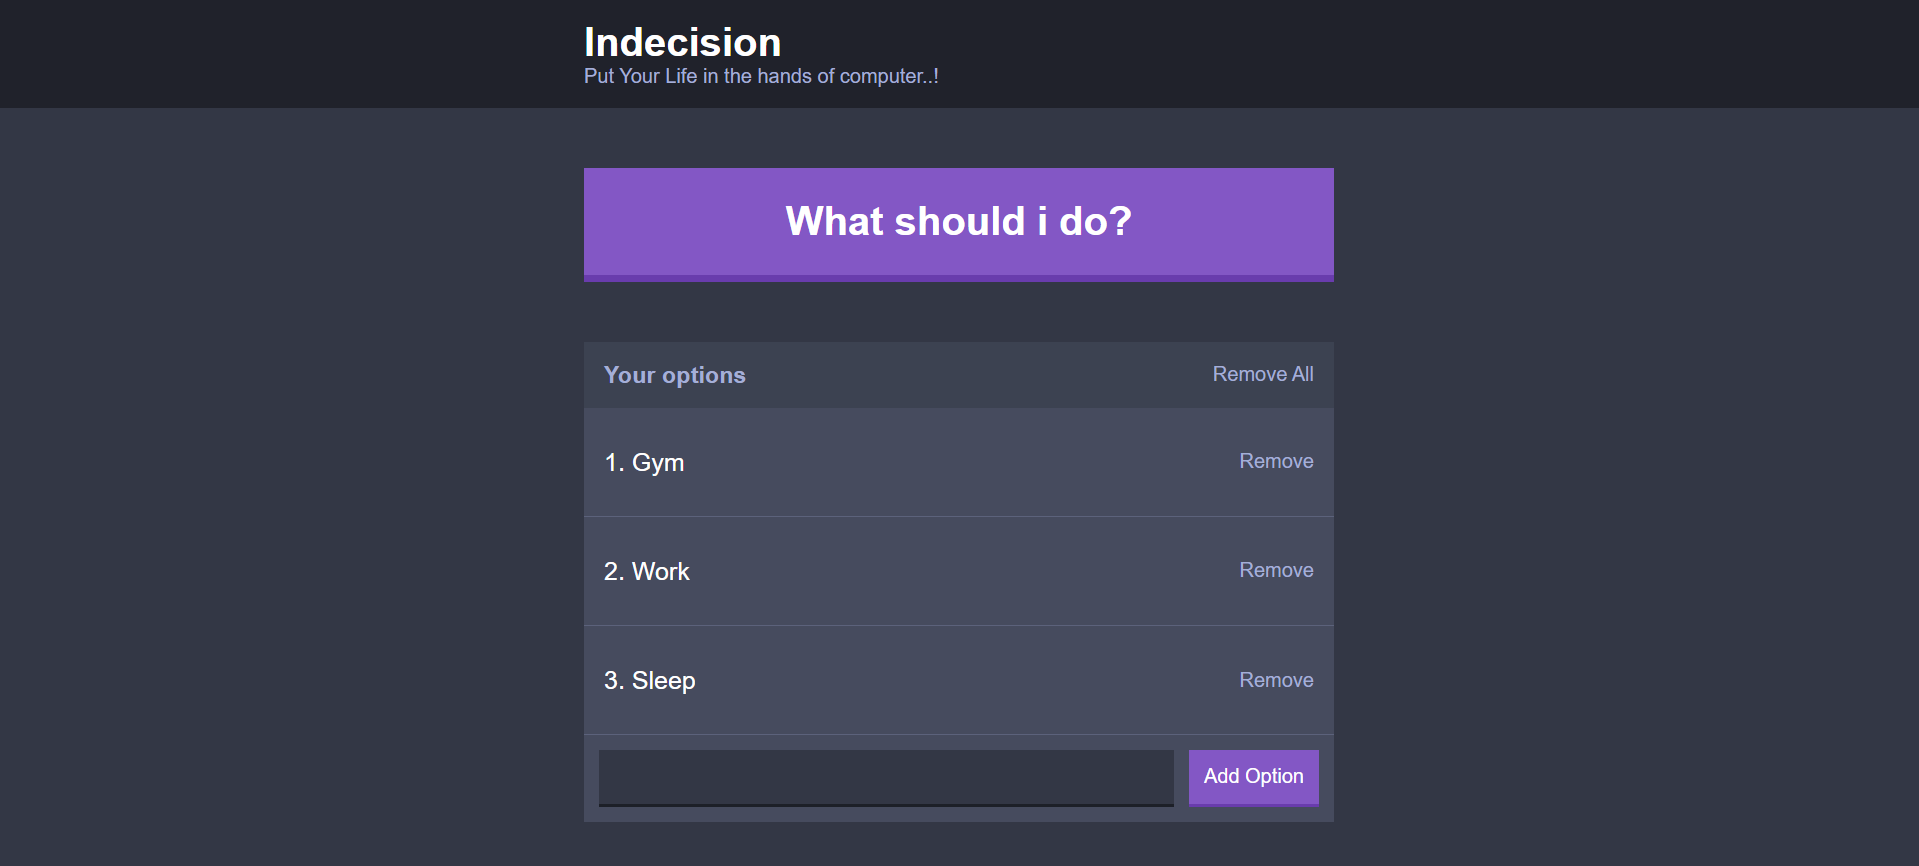 Indecision
Put Your Life in the hands of computer..!
What should i do?
Your options Remove All
1. Gym Remove
2. Work Remove
3. Sleep Remove
Add Option